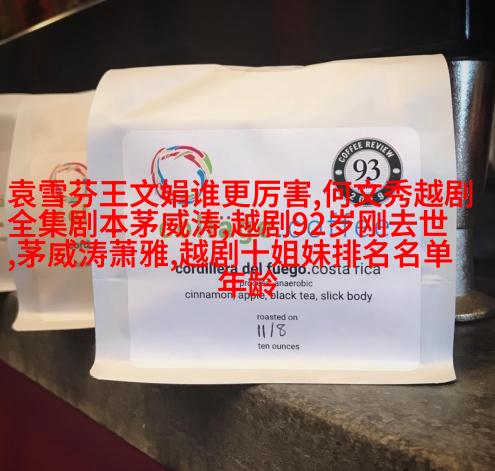 COFFEE REVIEW
93
袁雪芬王文娟谁更厉害,何文秀越剧
全集剧本茅威涛,越剧92岁刚去世
,茅威涛萧雅,越剧十姐妹排名名单
年龄
cordillera del fuego.costa rica
process anaerobic
cinnamon, apple, black tea, slick body
roasted on
11/8
ten ounces